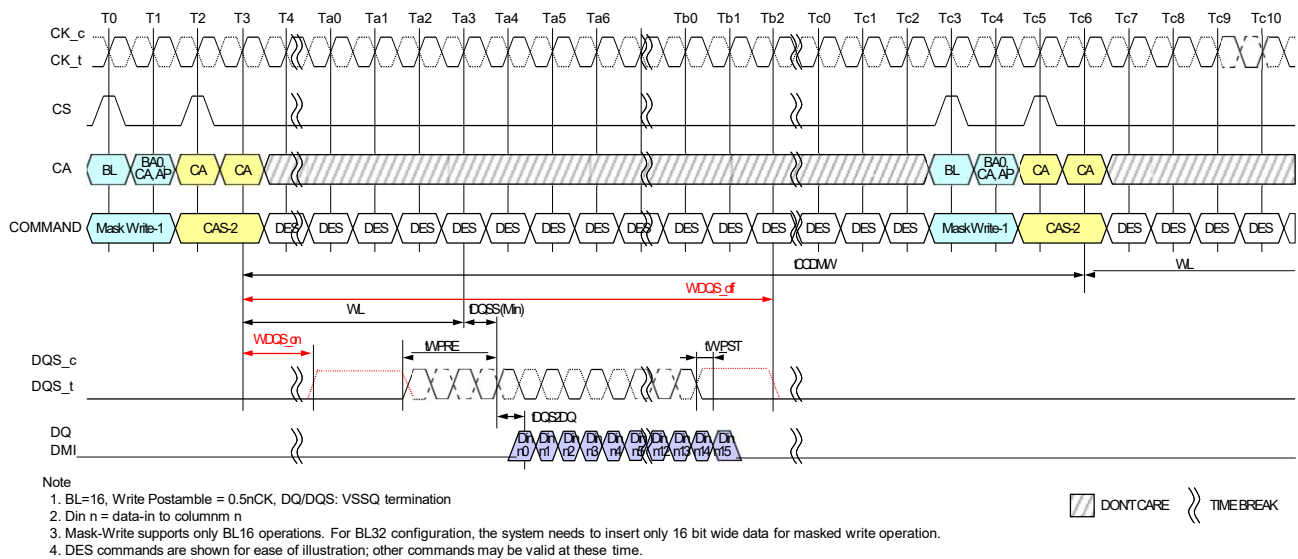 T0 T1 T2 T3 T4 Ta0 Ta1 Ta2 Ta3 Ta4 Ta5 Ta6 Tb0 Tb1 Tb2 Tc0 Tc1 Tc2 Tc3 Tc4 Tc5 Tc6 Tc7 Tc8 Tc9 Tc10
CK_c
CK_t
CS
CA BL BA0, CA, AP CA CA BL BA0, CA, AP CA CA
COMMAND Mask Write-1 CAS-2 DES DES DES DES DES DES DES DES DES DES DES DES DES DES DES Mask Write-1 CAS-2 DES DES DES DES
tCCDMW WL
WDQS_off
WL tDQSS(Min)
WDQS_on
tWPRE tWPST
DQS_c
DQS_t
tDQS2DQ
DQ
DMI
Din n0 Din n1 Din n2 Din n3 Din n4 Din n5 Din n12 Din n13 Din n14 Din n15
Note
1. BL=16, Write Postamble = 0.5nCK, DQ/DQS: VSSQ termination
2. Din n = data-in to columnm n
3. Mask-Write supports only BL16 operations. For BL32 configuration, the system needs to insert only 16 bit wide data for masked write operation.
4. DES commands are shown for ease of illustration; other commands may be valid at these time.
DON'T CARE TIME BREAK